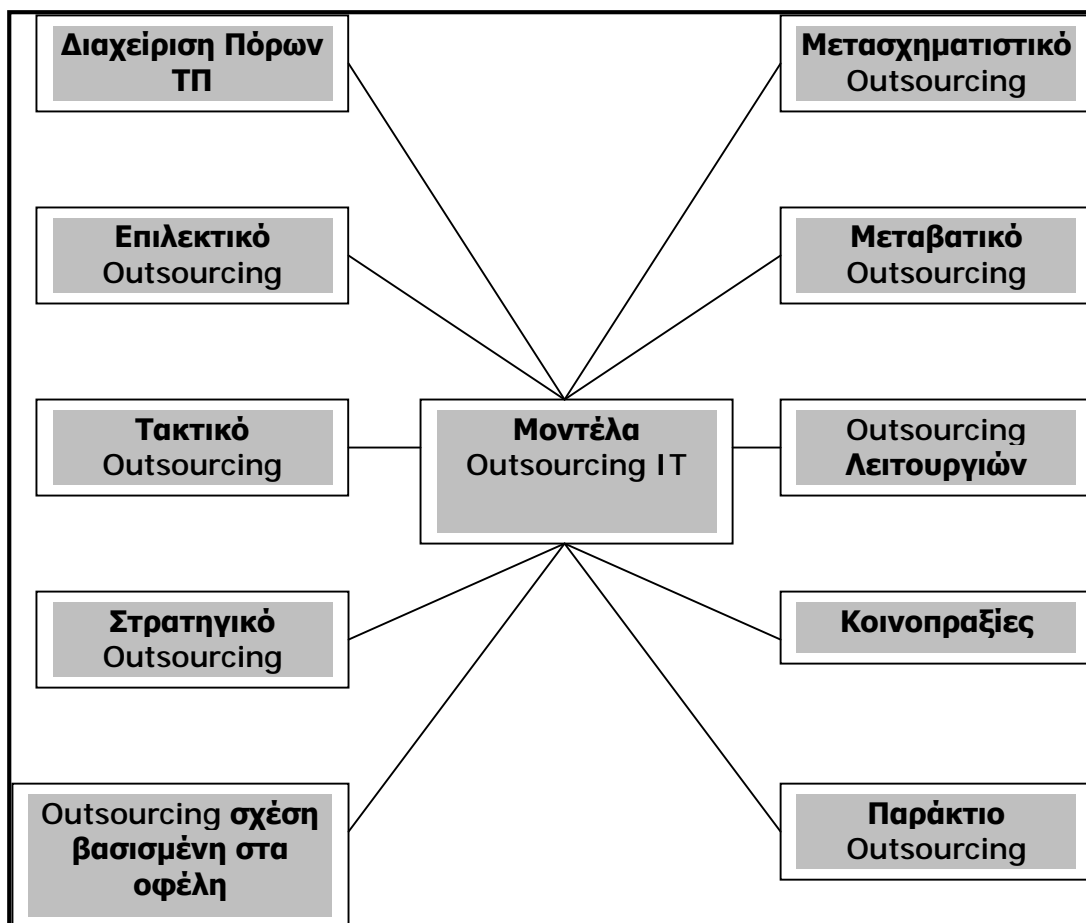 Διαχείριση Πόρων
ΤΠ
Μετασχηματιστικό
Outsourcing
Επιλεκτικό
Outsourcing
Μεταβατικό
Outsourcing
Τακτικό
Outsourcing
Μοντέλα
Outsourcing IT
Outsourcing
Λειτουργιών
Στρατηγικό
Outsourcing
Κοινοπραξίες
Outsourcing σχέση
βασισμένη στα
οφέλη
Παράκτιο
Outsourcing